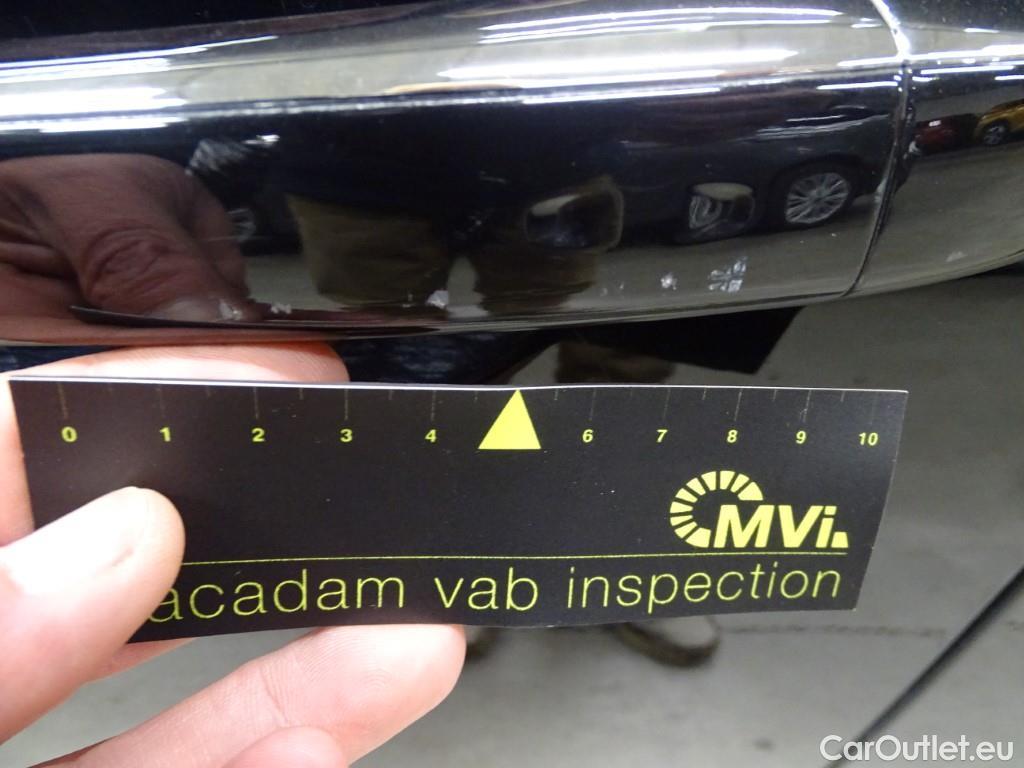 0 1 2 3 4 6 7 8 9 10
MVi.
acadam vab inspection
CarOutlet.eu